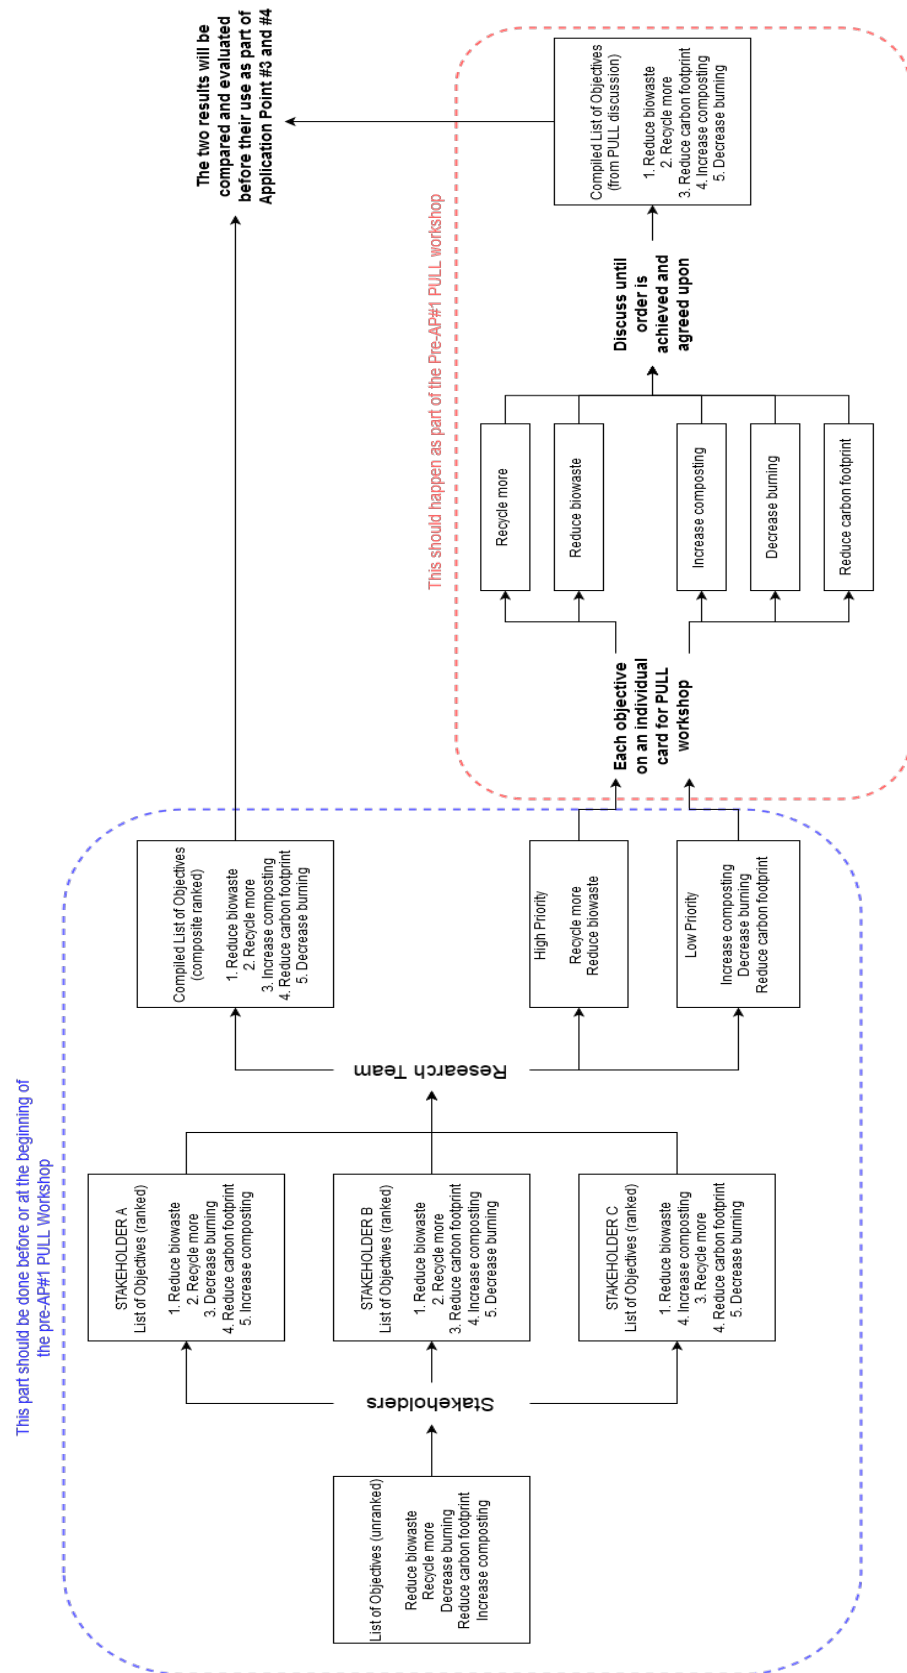 This part should be done before or at the beginning of
the pre-AP#1 PULL Workshop
List of Objectives (unranked)
Reduce biowaste
Recycle more
Decrease burning
Reduce carbon footprint
Increase composting
Stakeholders
STAKEHOLDER A
List of Objectives (ranked)
1. Reduce biowaste
2. Recycle more
3. Decrease burning
4. Reduce carbon footprint
5. Increase composting
STAKEHOLDER B
List of Objectives (ranked)
1. Reduce biowaste
2. Recycle more
3. Reduce carbon footprint
4. Increase composting
5. Decrease burning
STAKEHOLDER C
List of Objectives (ranked)
1. Reduce biowaste
4. Increase composting
3. Recycle more
4. Reduce carbon footprint
5. Decrease burning
Research Team
Compiled List of Objectives
(composite ranked)
1. Reduce biowaste
2. Recycle more
3. Increase composting
4. Reduce carbon footprint
5. Decrease burning
High Priority
Recycle more
Reduce biowaste
Low Priority
Increase composting
Decrease burning
Reduce carbon footprint
This should happen as part of the Pre-AP#1 PULL workshop
Each objective
on an individual
card for PULL
workshop
Recycle more
Reduce biowaste
Increase composting
Decrease burning
Reduce carbon footprint
Discuss until
order is
achieved and
agreed upon
Compiled List of Objectives
(from PULL discussion)
1. Reduce biowaste
2. Recycle more
3. Reduce carbon footprint
4. Increase composting
5. Decrease burning
The two results will be
compared and evaluated
before their use as part of
Application Point #3 and #4